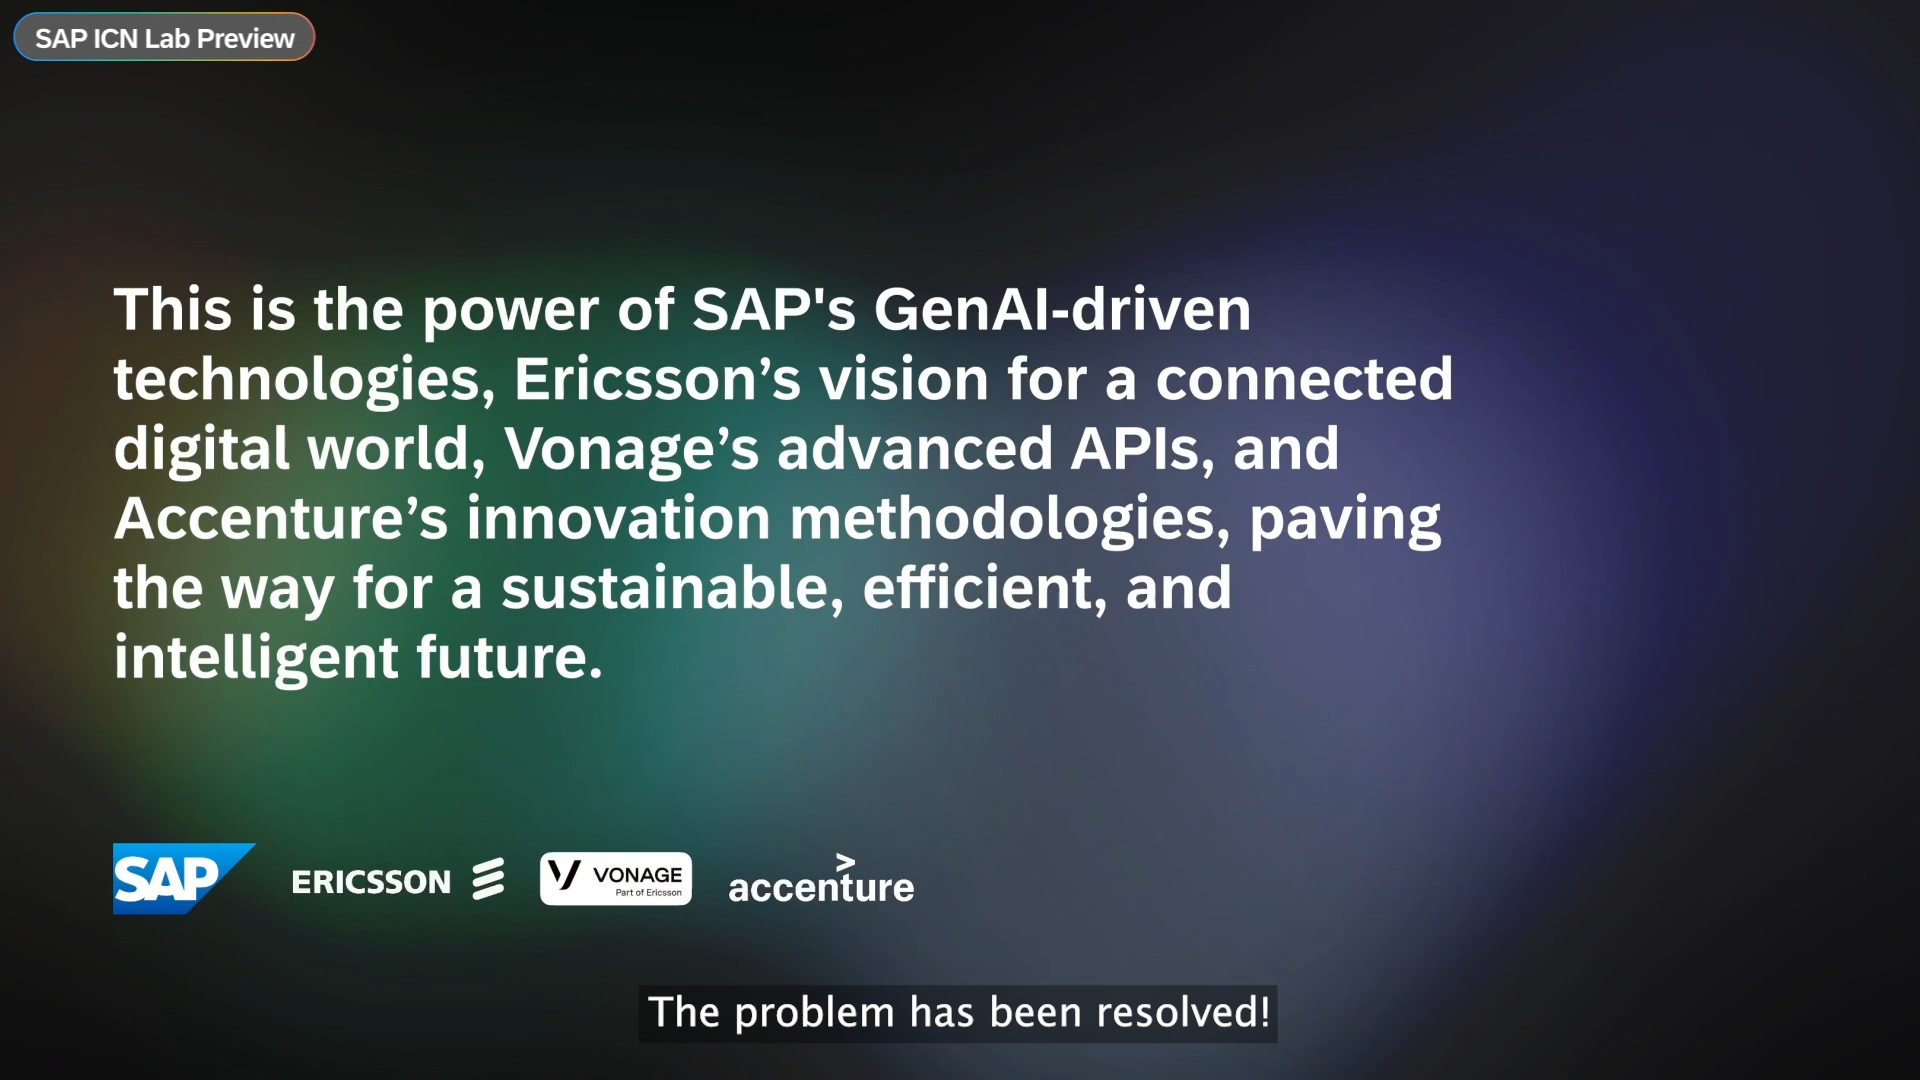 SAP ICN Lab Preview
This is the power of SAP's GenAI-driven
technologies, Ericsson’s vision for a connected
digital world, Vonage’s advanced APIs, and
Accenture’s innovation methodologies, paving
the way for a sustainable, efficient, and
intelligent future.
SAP
ERICSSON
VONAGE
Part of Ericsson
accenture
The problem has been resolved!